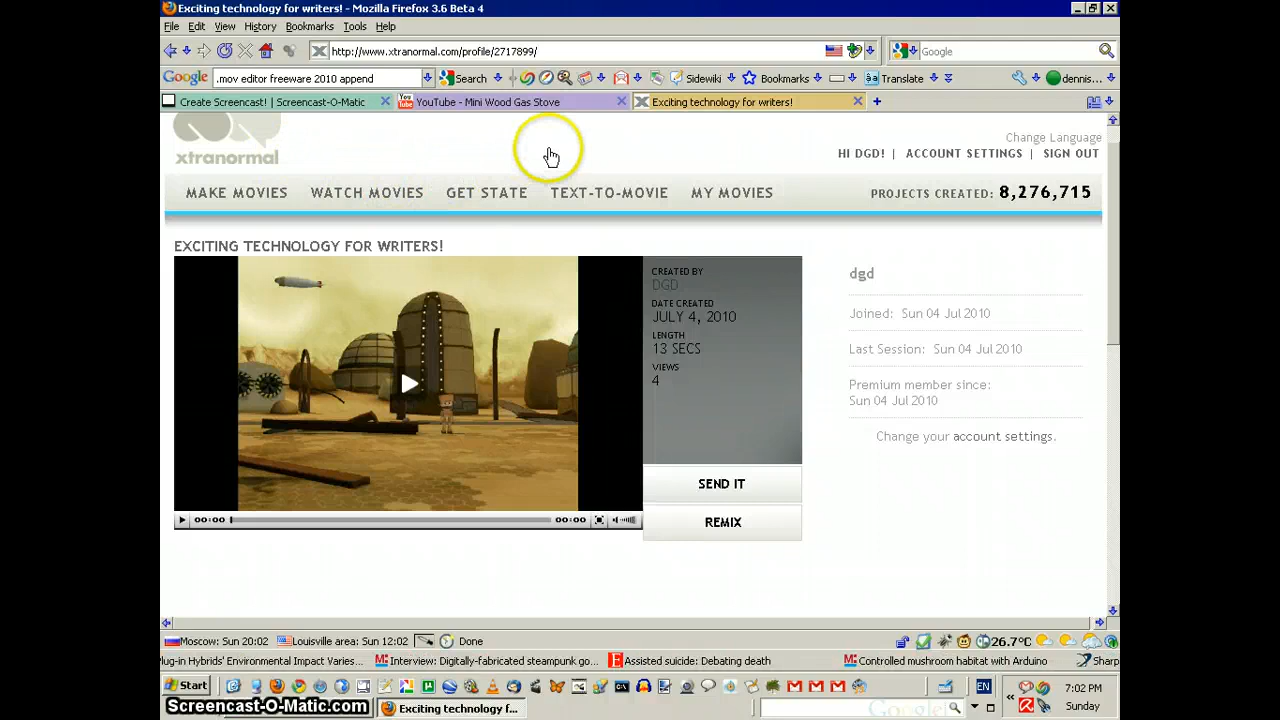 Exciting technology for writers! - Mozilla Firefox 3.6 Beta 4
File Edit View History Bookmarks Tools Help
http://www.xtranormal.com/profile/2717899/
Google
Google .mov editor freeware 2010 append Search Sidewiki Bookmarks Translate dennis...
Create Screencast! | Screencast-O-Matic YouTube - Mini Wood Gas Stove Exciting technology for writers!
Change Language
xtranormal
HI DGD! ACCOUNT SETTINGS SIGN OUT
MAKE MOVIES WATCH MOVIES GET STATE TEXT-TO-MOVIE MY MOVIES PROJECTS CREATED: 8,276,715
EXCITING TECHNOLOGY FOR WRITERS!
CREATED BY
DGD
DATE CREATED
JULY 4, 2010
LENGTH
13 SECS
VIEWS
4
SEND IT
REMIX
00:00 00:00
dgd
Joined: Sun 04 Jul 2010
Last Session: Sun 04 Jul 2010
Premium member since:
Sun 04 Jul 2010
Change your account settings.
Moscow: Sun 20:02 Louisville area: Sun 12:02 Done 26.7°C
Plug-in Hybrids' Environmental Impact Varies... Interview: Digitally-fabricated steampunk go... Assisted suicide: Debating death Controlled mushroom habitat with Arduino Sharp
Start EN 7:02 PM
Screencast-O-Matic.com Exciting technology f... Google Sunday